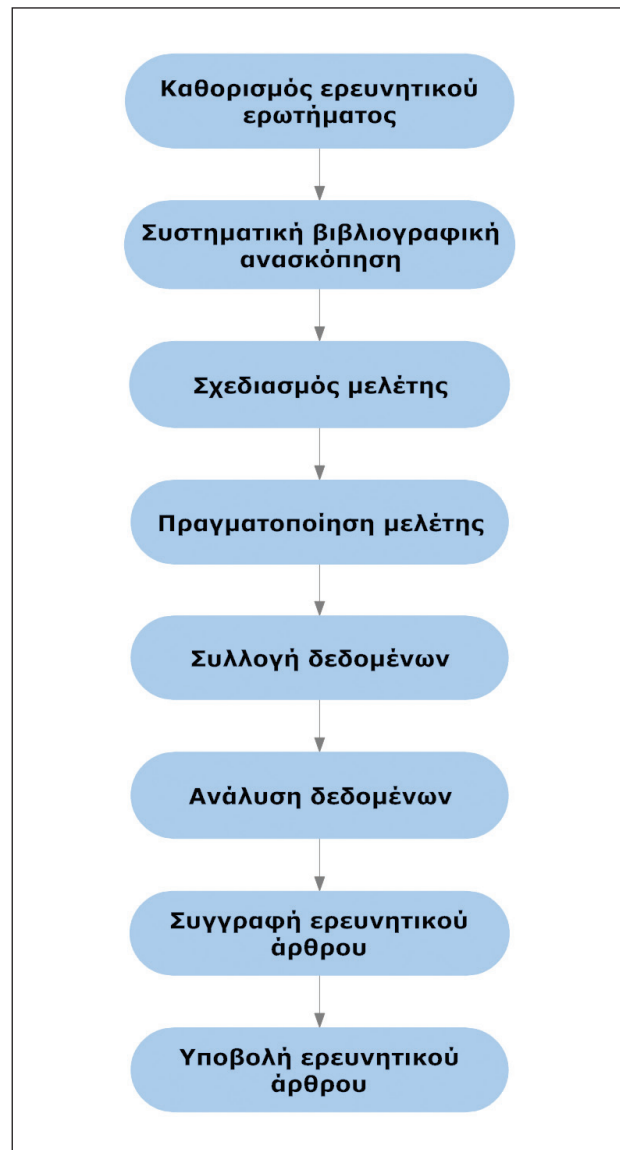 Καθορισμός ερευνητικού
ερωτήματος
Συστηματική βιβλιογραφική
ανασκόπηση
Σχεδιασμός μελέτης
Πραγματοποίηση μελέτης
Συλλογή δεδομένων
Ανάλυση δεδομένων
Συγγραφή ερευνητικού
άρθρου
Υποβολή ερευνητικού
άρθρου